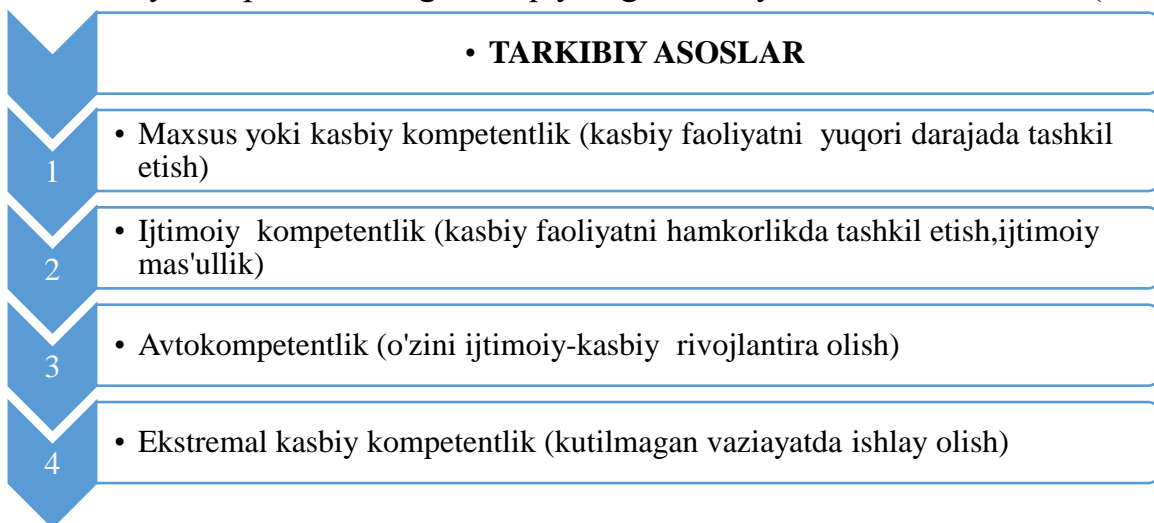 • TARKIBIY ASOSLAR
1
• Maxsus yoki kasbiy kompetentlik (kasbiy faoliyatni yuqori darajada tashkil
etish)
2
• Ijtimoiy kompetentlik (kasbiy faoliyatni hamkorlikda tashkil etish,ijtimoiy
mas'ullik)
3
• Avtokompetentlik (o'zini ijtimoiy-kasbiy rivojlantira olish)
4
• Ekstremal kasbiy kompetentlik (kutilmagan vaziayatda ishlay olish)